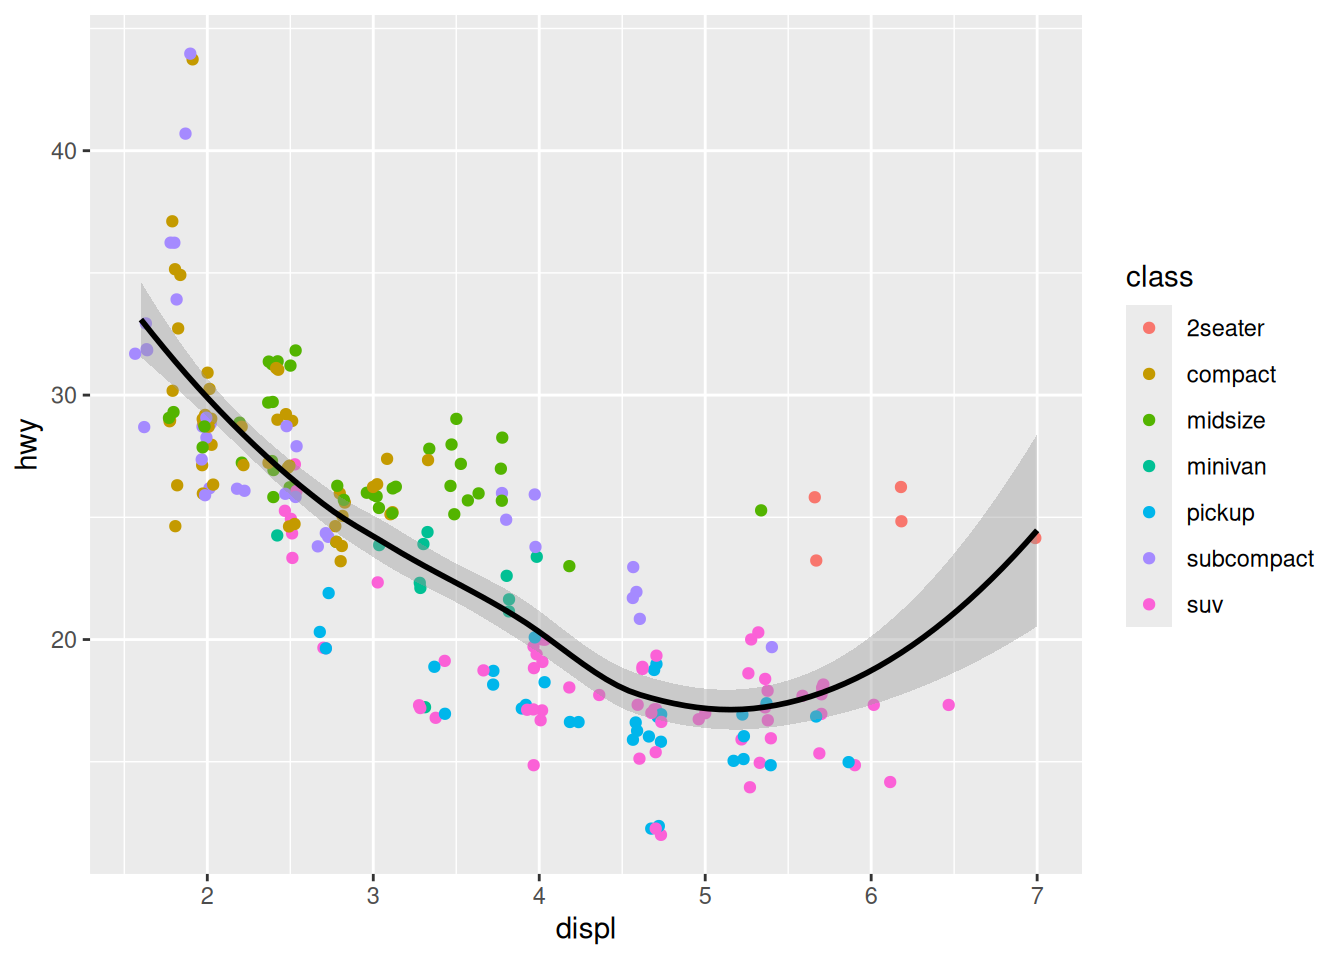 40
30
20
hwy
2 3 4 5 6 7
displ
class
2seater
compact
midsize
minivan
pickup
subcompact
suv